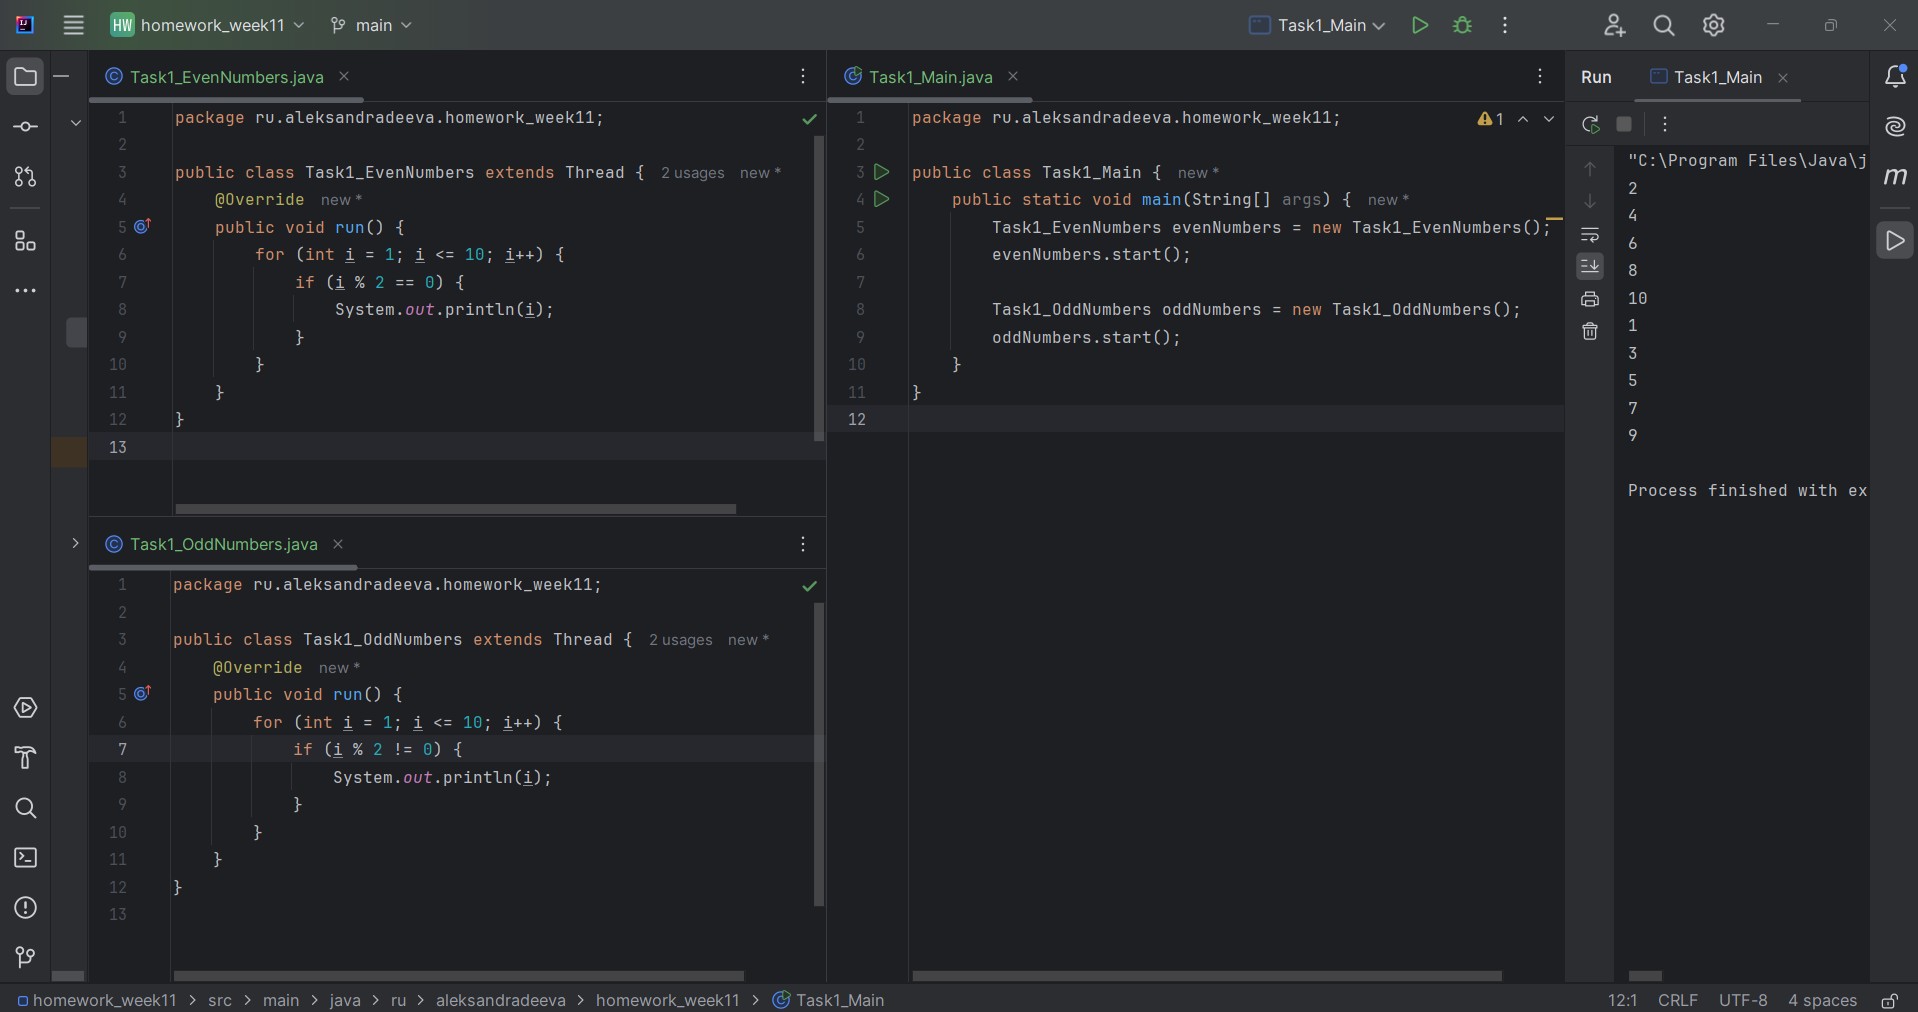 HW homework_week11 main Task1_Main
Task1_EvenNumbers.java
1 package ru.aleksandradeeva.homework_week11;
2
3 public class Task1_EvenNumbers extends Thread { 2 usages new *
4 @Override new *
5 public void run() {
6 for (int i = 1; i <= 10; i++) {
7 if (i % 2 == 0) {
8 System.out.println(i);
9 }
10 }
11 }
12 }
13
Task1_OddNumbers.java
1 package ru.aleksandradeeva.homework_week11;
2
3 public class Task1_OddNumbers extends Thread { 2 usages new *
4 @Override new *
5 public void run() {
6 for (int i = 1; i <= 10; i++) {
7 if (i % 2 != 0) {
8 System.out.println(i);
9 }
10 }
11 }
12 }
13
Task1_Main.java
1 package ru.aleksandradeeva.homework_week11; 1
2
3 public class Task1_Main { new *
4 public static void main(String[] args) { new *
5 Task1_EvenNumbers evenNumbers = new Task1_EvenNumbers();
6 evenNumbers.start();
7
8 Task1_OddNumbers oddNumbers = new Task1_OddNumbers();
9 oddNumbers.start();
10 }
11 }
12
Run Task1_Main
"C:\Program Files\Java\j
2
4
6
8
10
1
3
5
7
9
Process finished with ex
homework_week11 > src > main > java > ru > aleksandradeeva > homework_week11 > Task1_Main 12:1 CRLF UTF-8 4 spaces